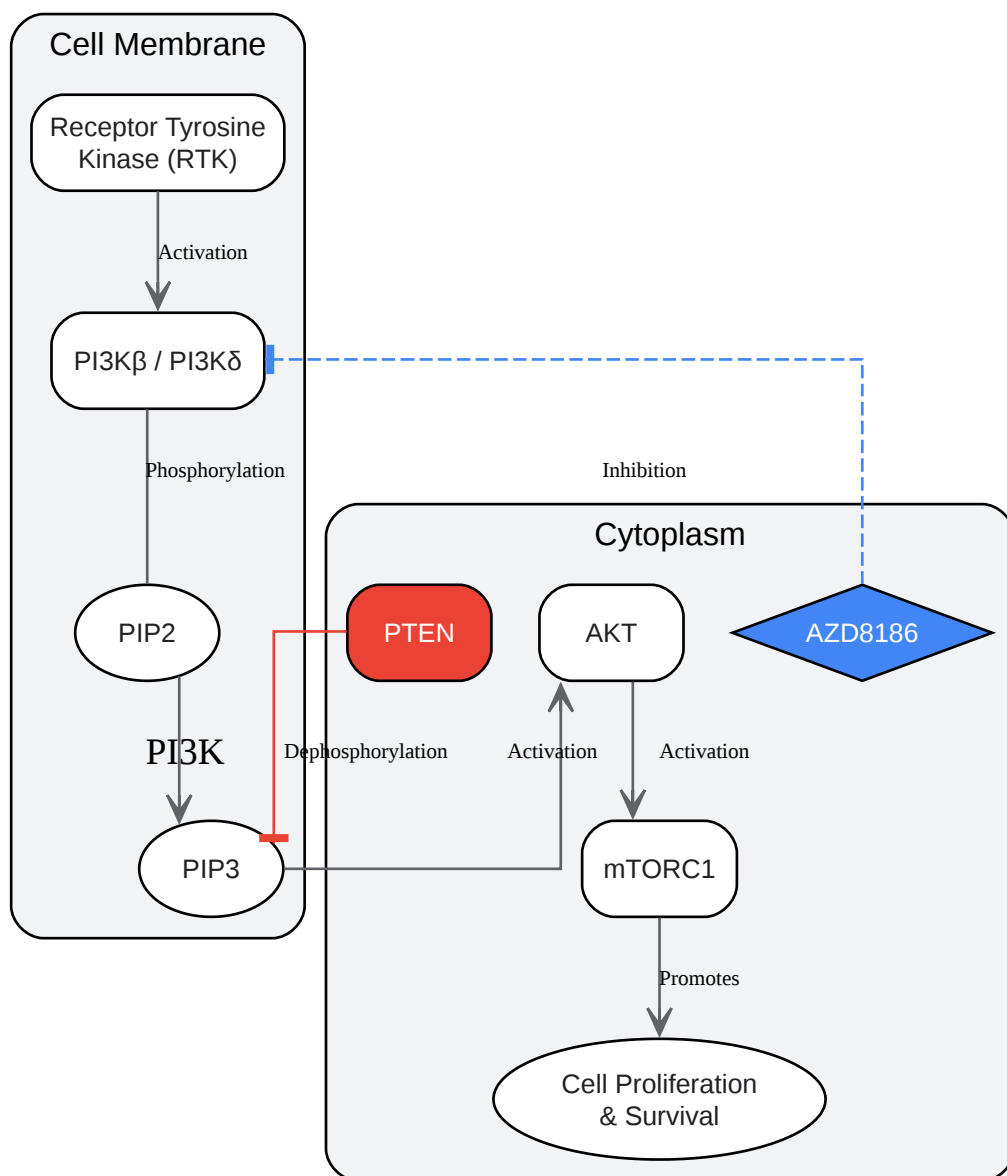 Cell Membrane
Receptor Tyrosine
Kinase (RTK)
Activation
PI3Kβ / PI3Kδ
Phosphorylation
Inhibition
Cytoplasm
PIP2
PTEN
AKT
AZD8186
PI3K
Dephosphorylation
Activation
Activation
PIP3
mTORC1
Promotes
Cell Proliferation
& Survival